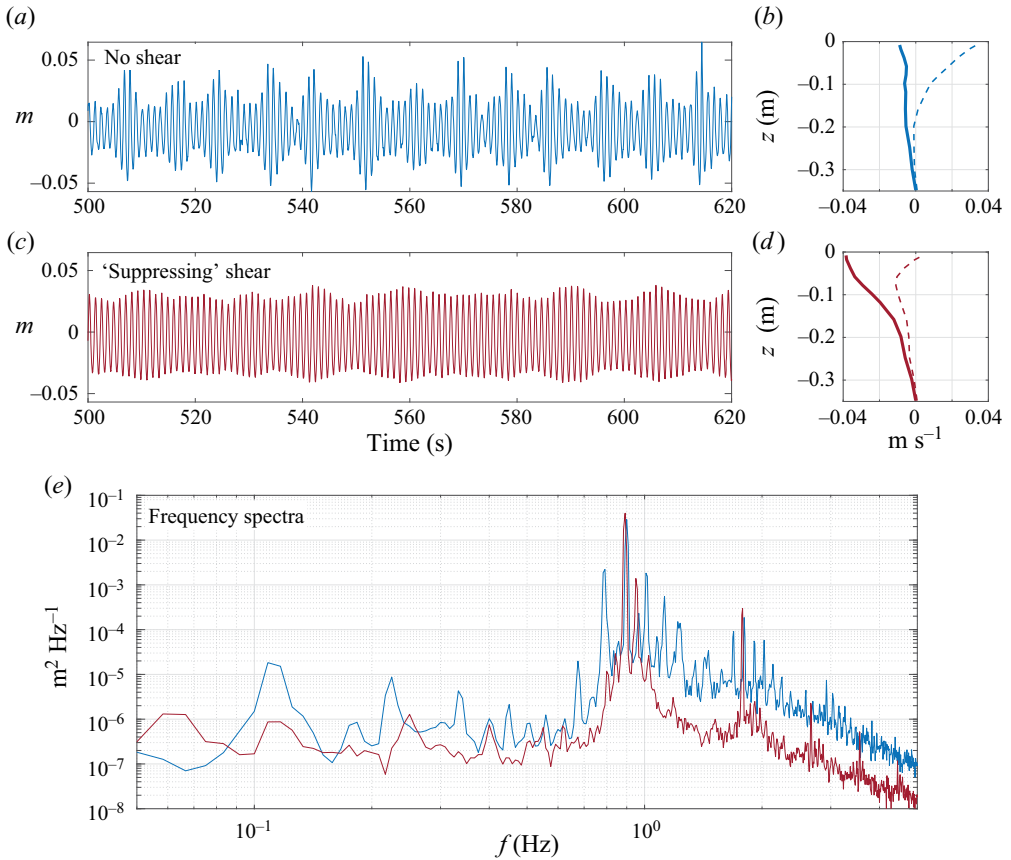 (a)
No shear
0.05
0
–0.05
m
500
520
540
560
580
600
620
(b)
0
–0.1
–0.2
–0.3
z (m)
–0.04
0
0.04
(c)
'Suppressing' shear
0.05
0
–0.05
m
500
520
540
560
580
600
620
Time (s)
(d)
0
–0.1
–0.2
–0.3
z (m)
–0.04
0
0.04
m s⁻¹
(e)
Frequency spectra
10⁻¹
10⁻²
10⁻³
10⁻⁴
10⁻⁵
10⁻⁶
10⁻⁷
10⁻⁸
m² Hz⁻¹
10⁻¹
10⁰
f (Hz)